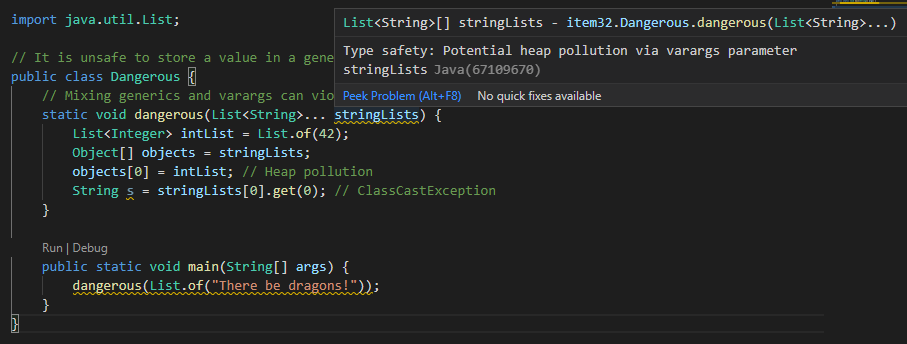 import java.util.List;
List<String>[] stringLists - item32.Dangerous.dangerous(List<String>...)
Type safety: Potential heap pollution via varargs parameter
stringLists Java(67109670)
Peek Problem (Alt+F8) No quick fixes available
// It is unsafe to store a value in a gene
public class Dangerous {
// Mixing generics and varargs can vio
static void dangerous(List<String>... stringLists) {
List<Integer> intList = List.of(42);
Object[] objects = stringLists;
objects[0] = intList; // Heap pollution
String s = stringLists[0].get(0); // ClassCastException
}
Run | Debug
public static void main(String[] args) {
dangerous(List.of("There be dragons!"));
}
}